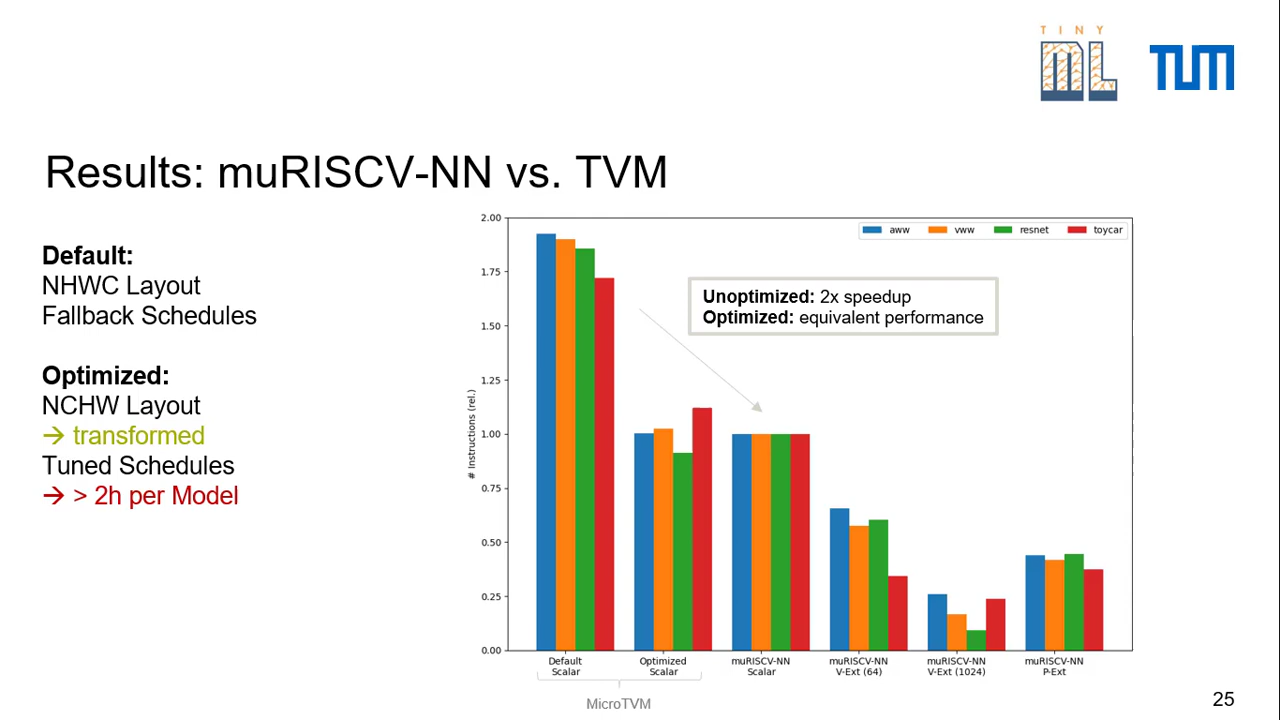 TINY
mL
TUM
Results: muRISCV-NN vs. TVM
Default:
NHWC Layout
Fallback Schedules
Optimized:
NCHW Layout
→ transformed
Tuned Schedules
→ > 2h per Model
# Instructions (rel.)
2.00
1.75
1.50
1.25
1.00
0.75
0.50
0.25
0.00
aww vww resnet toycar
Unoptimized: 2x speedup
Optimized: equivalent performance
Default
Scalar
Optimized
Scalar
muRISCV-NN
Scalar
muRISCV-NN
V-Ext (64)
muRISCV-NN
V-Ext (1024)
muRISCV-NN
P-Ext
MicroTVM
25